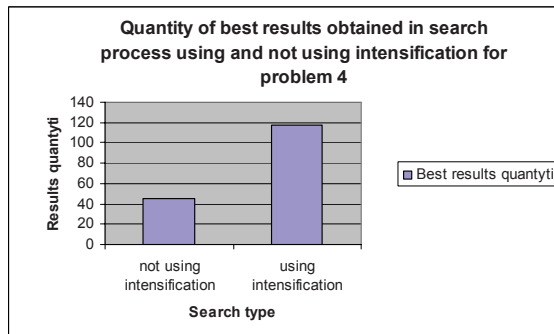 Quantity of best results obtained in search
process using and not using intensification for
problem 4
140
120
100
80
60
40
20
0
Results quantyti
not using
intensification
using
intensification
Search type
Best results quantyti